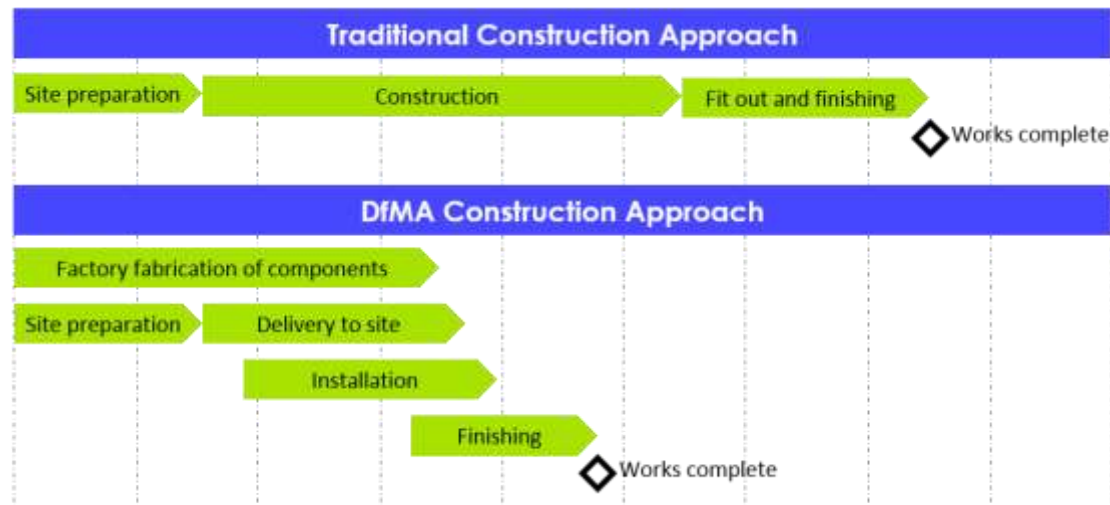 Traditional Construction Approach
Site preparation
Construction
Fit out and finishing
Works complete
DfMA Construction Approach
Factory fabrication of components
Site preparation
Delivery to site
Installation
Finishing
Works complete